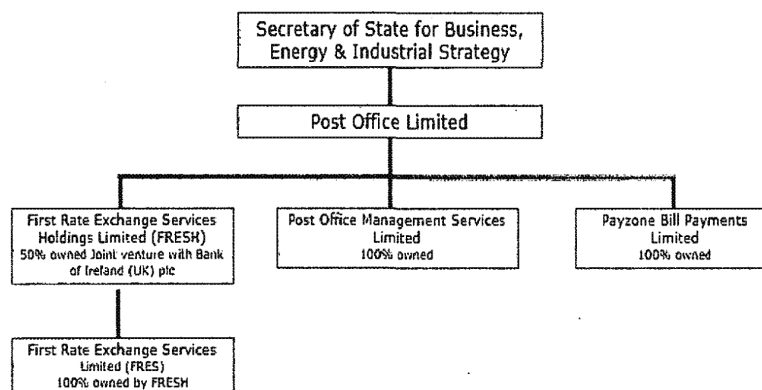 Secretary of State for Business,
Energy & Industrial Strategy
Post Office Limited
First Rate Exchange Services
Holdings Limited (FRESH)
50% owned Joint venture with Bank
of Ireland (UK) plc
Post Office Management Services
Limited
100% owned
Payzone Bill Payments
Limited
100% owned
First Rate Exchange Services
Limited (FRES)
100% owned by FRESH